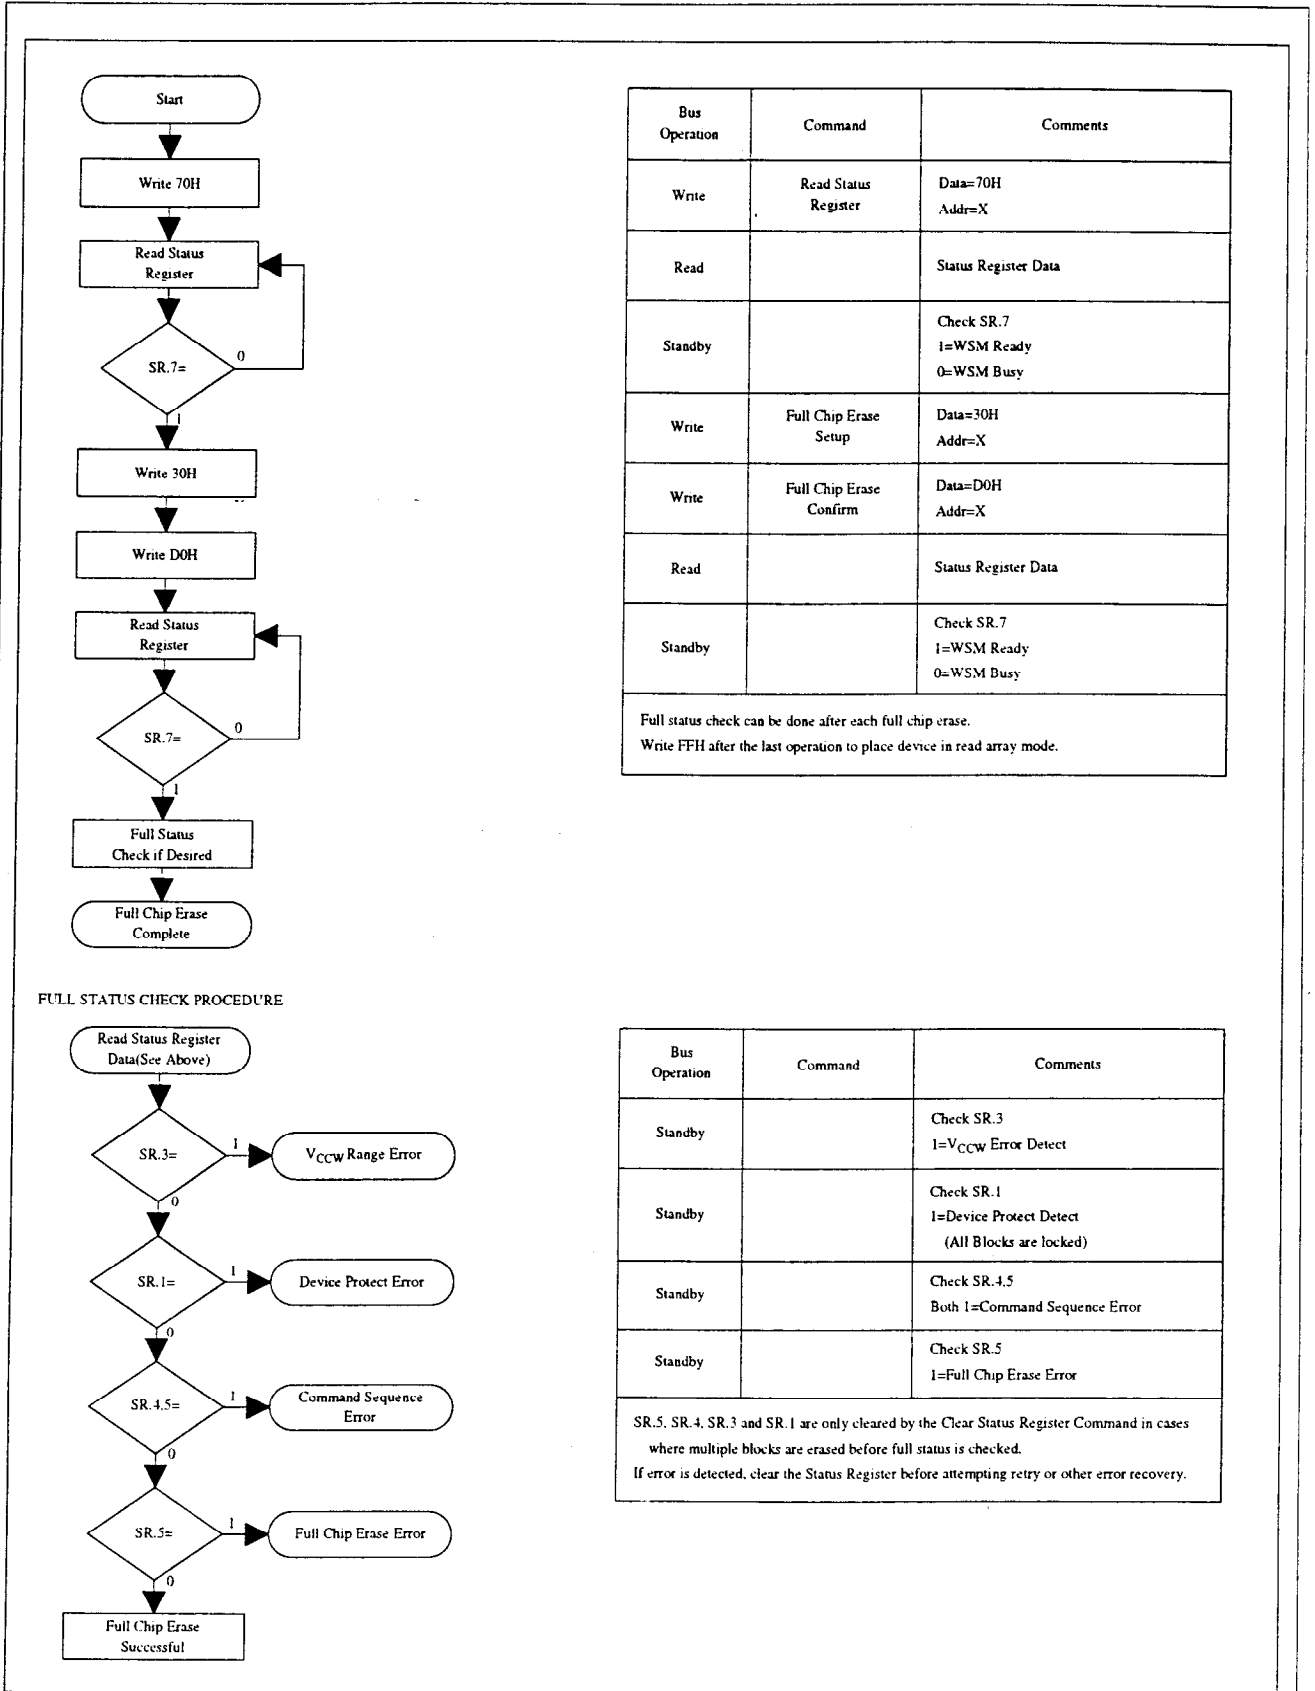 Start
Write 70H
Read Status
Register
SR.7=
0
1
Write 30H
Write D0H
Read Status
Register
SR.7=
0
1
Full Status
Check if Desired
Full Chip Erase
Complete
Bus
Operation
Command
Comments
Write
Read Status
Register
Data=70H
Addr=X
Read
Status Register Data
Standby
Check SR.7
1=WSM Ready
0=WSM Busy
Write
Full Chip Erase
Setup
Data=30H
Addr=X
Write
Full Chip Erase
Confirm
Data=D0H
Addr=X
Read
Status Register Data
Standby
Check SR.7
1=WSM Ready
0=WSM Busy
Full status check can be done after each full chip erase.
Write FFH after the last operation to place device in read array mode.
FULL STATUS CHECK PROCEDURE
Read Status Register
Data(See Above)
SR.3=
1
VCCW Range Error
0
SR.1=
1
Device Protect Error
0
SR.4.5=
1
Command Sequence
Error
0
SR.5=
1
Full Chip Erase Error
0
Full Chip Erase
Successful
Bus
Operation
Command
Comments
Standby
Check SR.3
1=VCCW Error Detect
Standby
Check SR.1
1=Device Protect Detect
(All Blocks are locked)
Standby
Check SR.4.5
Both 1=Command Sequence Error
Standby
Check SR.5
1=Full Chip Erase Error
SR.5, SR.4, SR.3 and SR.1 are only cleared by the Clear Status Register Command in cases
where multiple blocks are erased before full status is checked.
If error is detected, clear the Status Register before attempting retry or other error recovery.